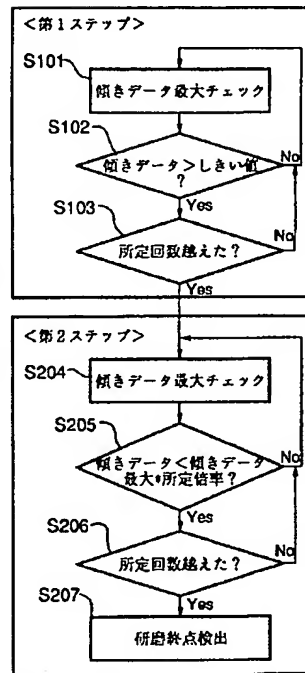 <第1ステップ>
S101
傾きデータ最大チェック
S102
傾きデータ>しきい値
?
No
Yes
S103
所定回数越えた?
No
Yes
<第2ステップ>
S204
傾きデータ最大チェック
S205
傾きデータ<傾きデータ
最大*所定倍率?
No
Yes
S206
所定回数越えた?
No
Yes
S207
研磨終点検出